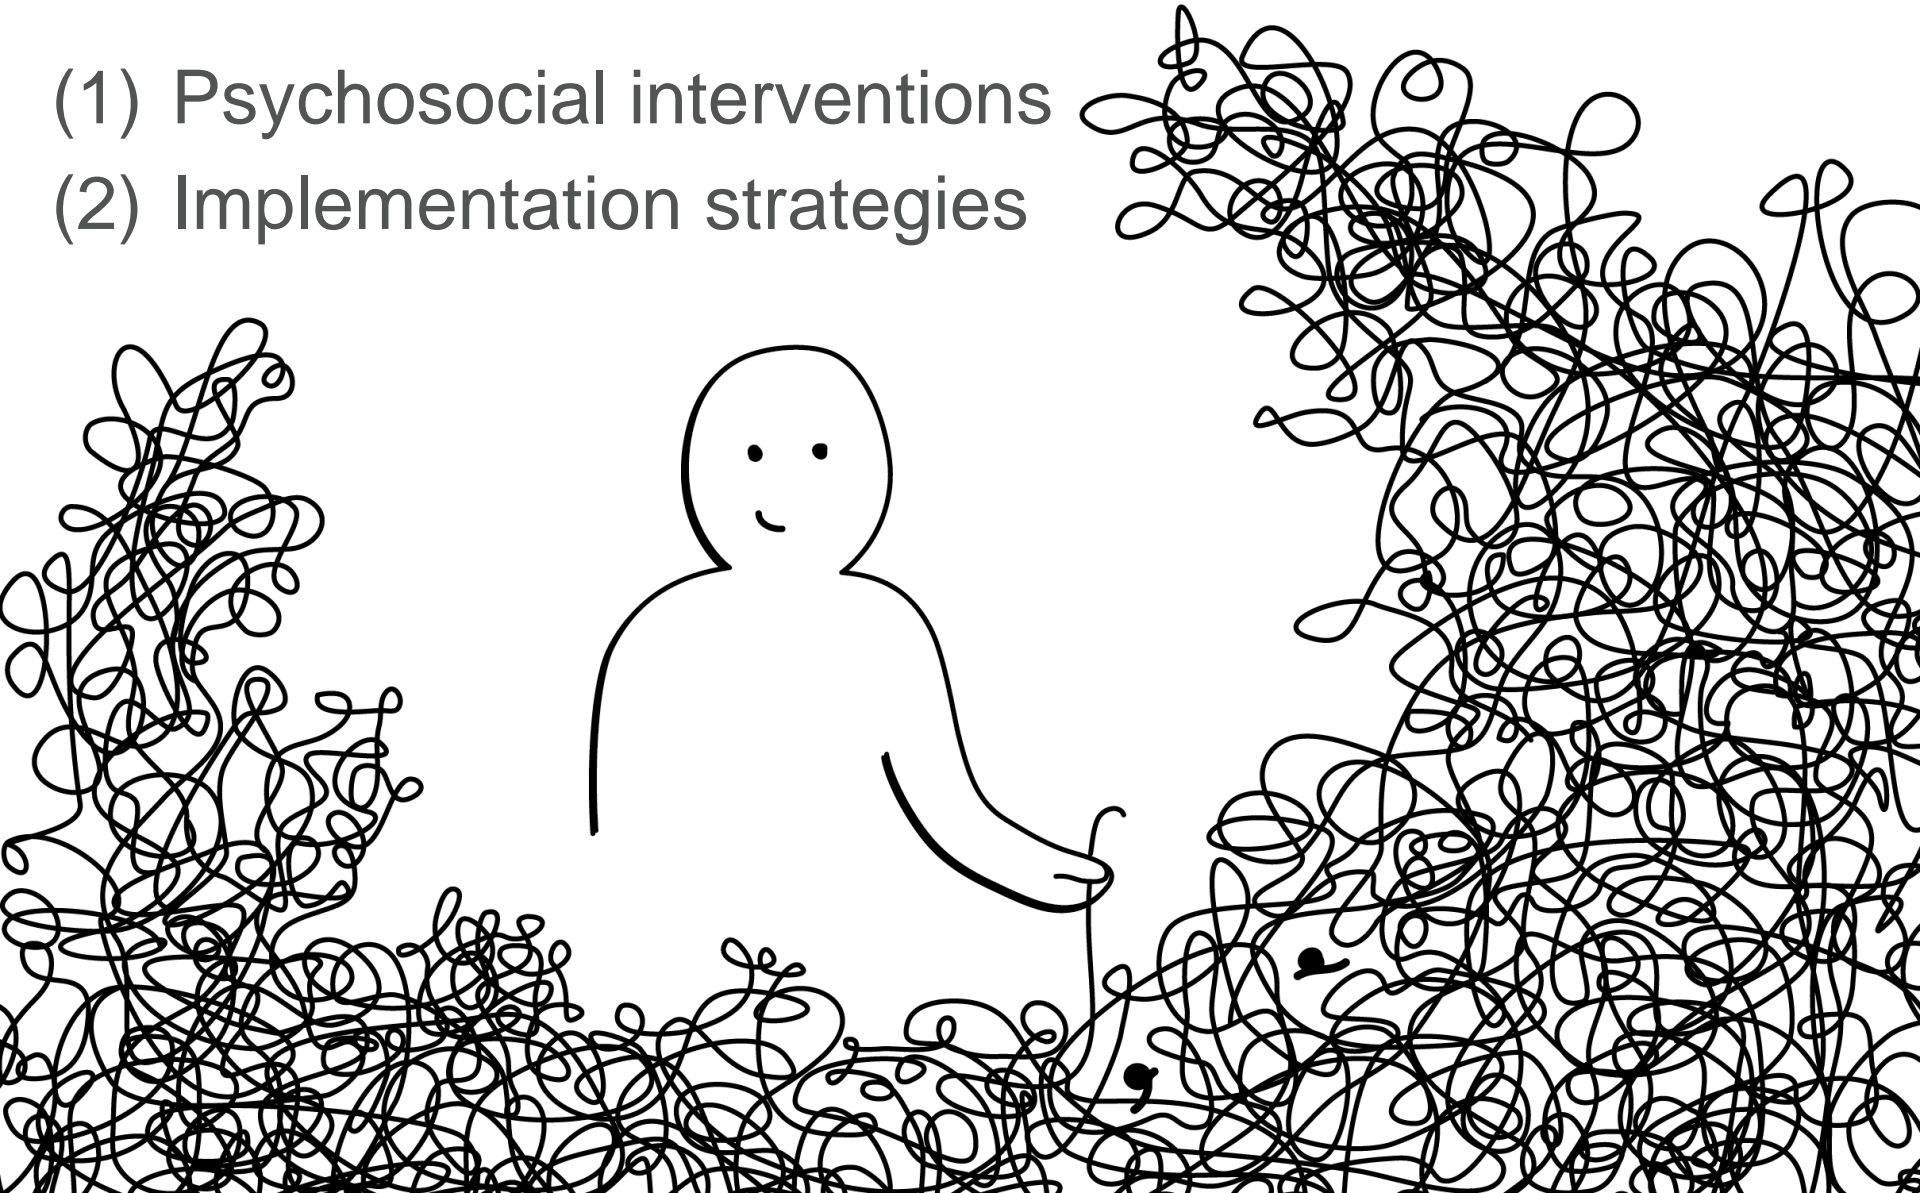 (1) Psychosocial interventions
(2) Implementation strategies